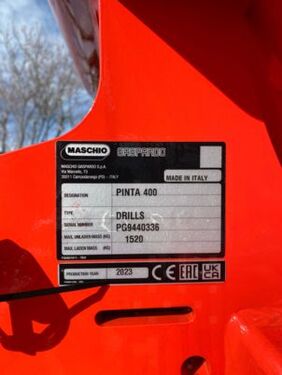 MASCHIO GASPARDO
MASCHIO GASPARDO S.p.A.
Via Marcello, 73
35011 Campodarsego (PD) - ITALY
MADE IN ITALY
DESIGNATION PINTA 400
TYPE DRILLS
SERIAL NUMBER PG9440336
MAX. UNLADEN MASS (KG) 1520
MAX. LADEN MASS (KG)
PRODUCTION YEAR 2023 CE EAC UK CA